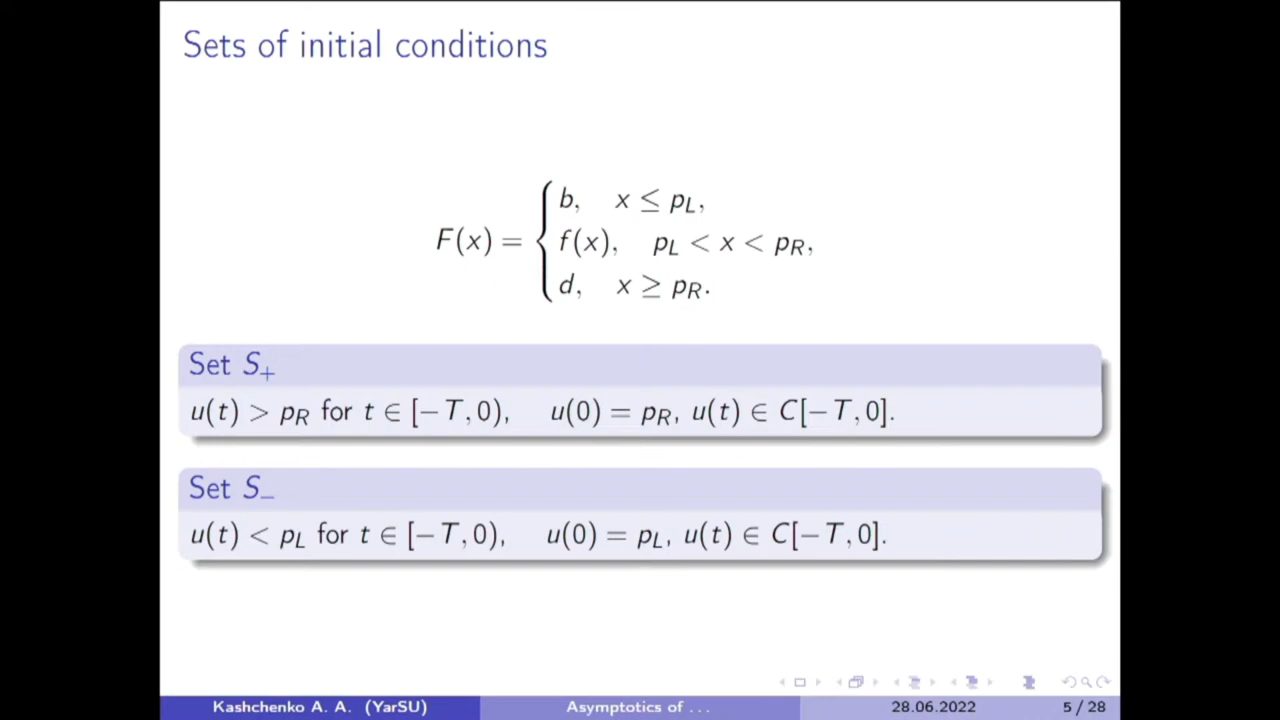 Sets of initial conditions
b, x ≤ p_L,
F(x) = { f(x), p_L < x < p_R,
d, x ≥ p_R.
Set S_+
u(t) > p_R for t ∈ [−T, 0), u(0) = p_R, u(t) ∈ C[−T, 0].
Set S_−
u(t) < p_L for t ∈ [−T, 0), u(0) = p_L, u(t) ∈ C[−T, 0].
Kashchenko A. A. (YarSU) Asymptotics of ... 28.06.2022 5 / 28